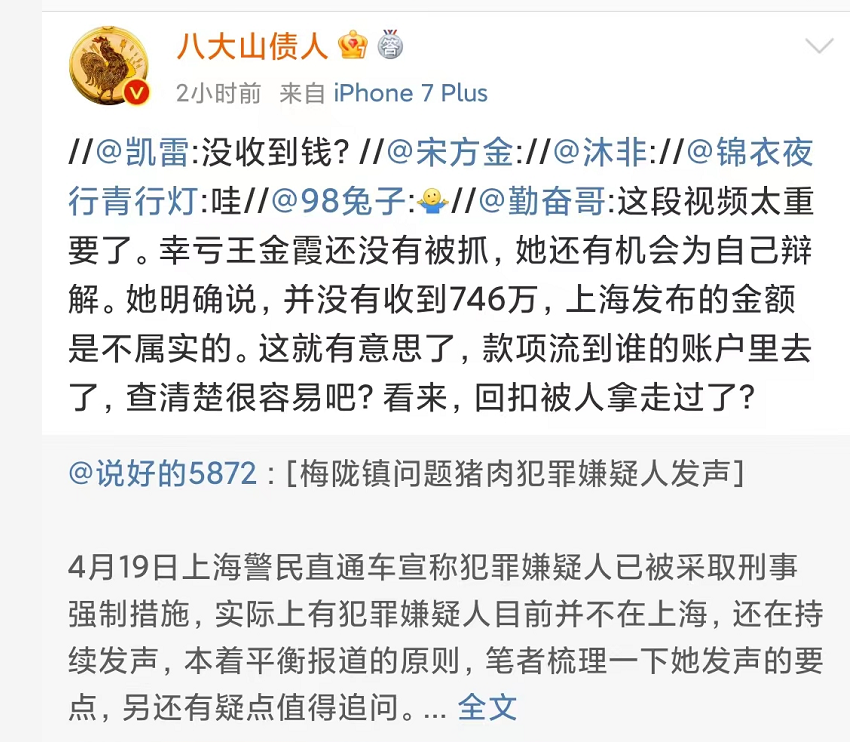 八大山债人
2小时前 来自 iPhone 7 Plus
//@凯雷:没收到钱? //@宋方金://@沐非://@锦衣夜
行青行灯:哇//@98兔子:🤷//@勤奋哥:这段视频太重
要了。幸亏王金霞还没有被抓，她还有机会为自己辩
解。她明确说，并没有收到746万，上海发布的金额
是不属实的。这就有意思了，款项流到谁的账户里去
了，查清楚很容易吧? 看来，回扣被人拿走过了?
@说好的5872：[梅陇镇问题猪肉犯罪嫌疑人发声]
4月19日上海警民直通车宣称犯罪嫌疑人已被采取刑事
强制措施，实际上有犯罪嫌疑人目前并不在上海，还在持
续发声，本着平衡报道的原则，笔者梳理一下她发声的要
点，另还有疑点值得追问。... 全文